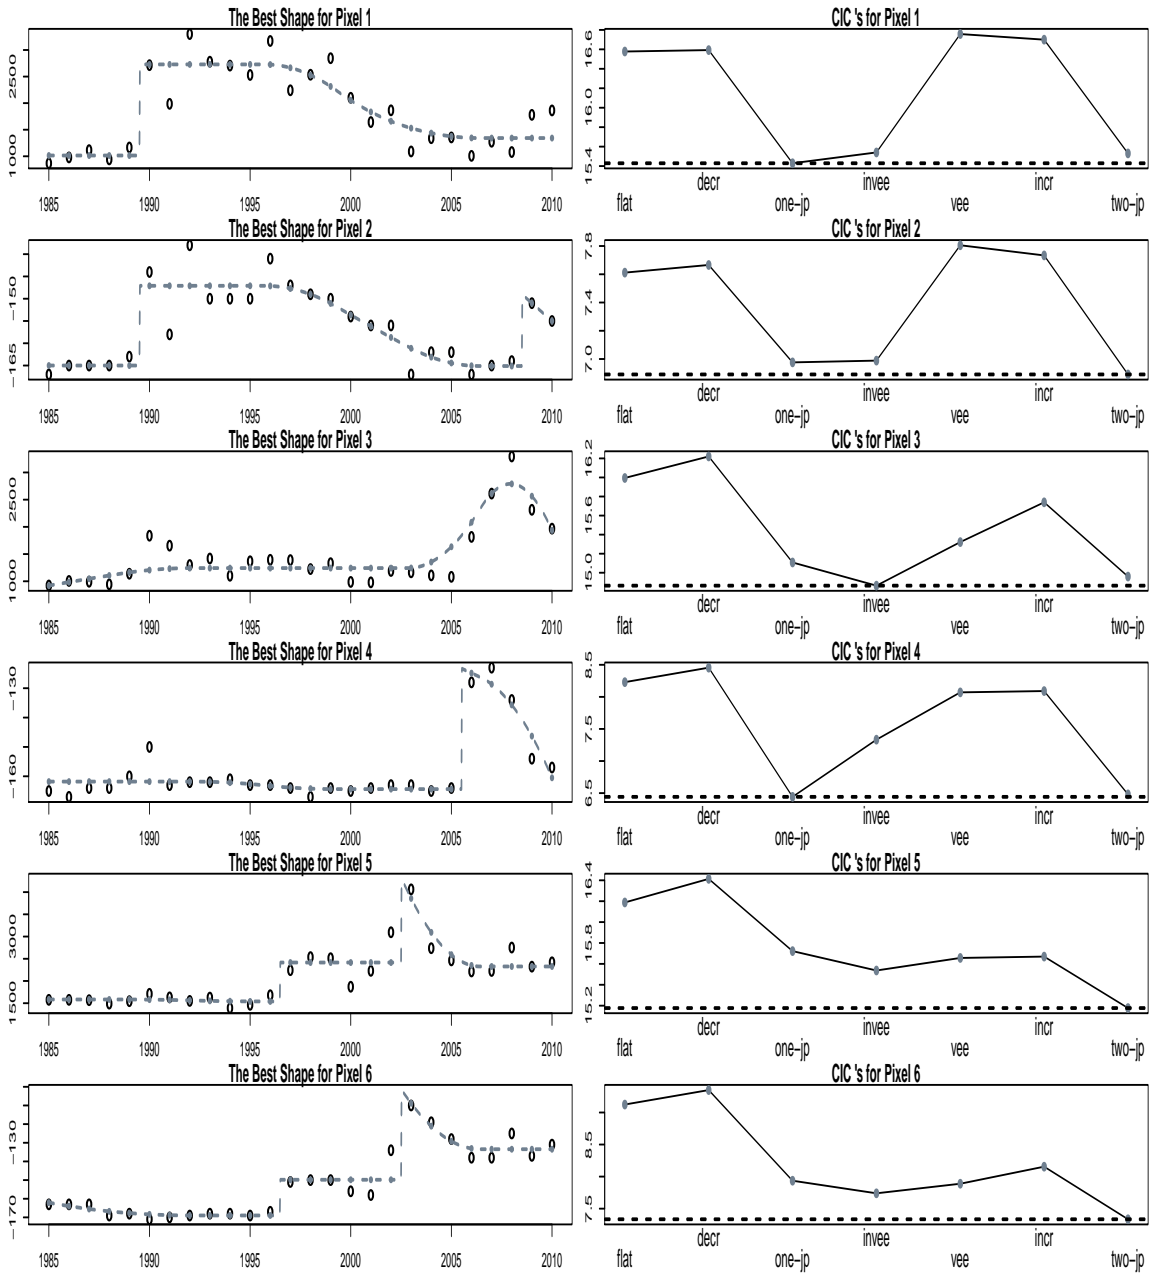 The Best Shape for Pixel 1
1000 2500
1985 1990 1995 2000 2005 2010
CIC 's for Pixel 1
15.4 16.0 16.6
flat decr one−jp invee vee incr two−jp
The Best Shape for Pixel 2
−165 −150
1985 1990 1995 2000 2005 2010
CIC 's for Pixel 2
7.0 7.4 7.8
flat decr one−jp invee vee incr two−jp
The Best Shape for Pixel 3
1000 2500
1985 1990 1995 2000 2005 2010
CIC 's for Pixel 3
15.0 15.6 16.2
flat decr one−jp invee vee incr two−jp
The Best Shape for Pixel 4
−160 −130
1985 1990 1995 2000 2005 2010
CIC 's for Pixel 4
6.5 7.5 8.5
flat decr one−jp invee vee incr two−jp
The Best Shape for Pixel 5
1500 3000
1985 1990 1995 2000 2005 2010
CIC 's for Pixel 5
15.2 15.8 16.4
flat decr one−jp invee vee incr two−jp
The Best Shape for Pixel 6
−170 −130
1985 1990 1995 2000 2005 2010
CIC 's for Pixel 6
7.5 8.5
flat decr one−jp invee vee incr two−jp